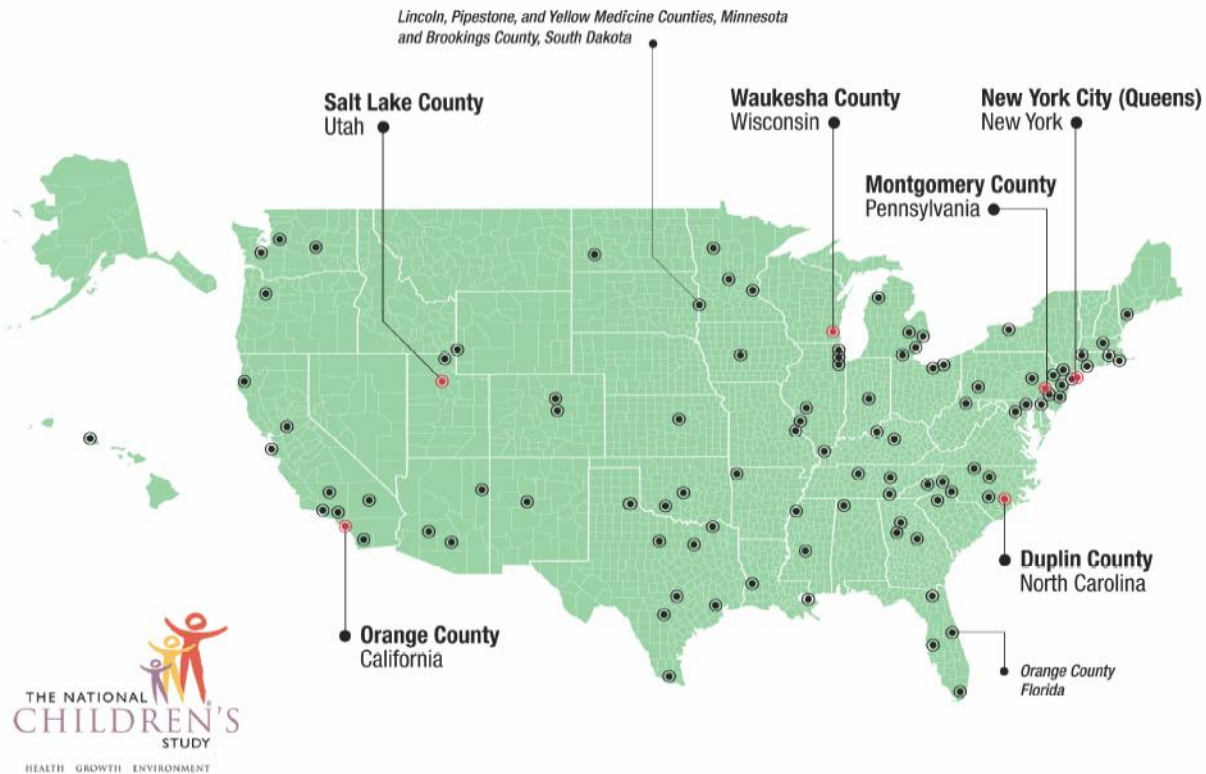 Lincoln, Pipestone, and Yellow Medicine Counties, Minnesota
and Brookings County, South Dakota
Salt Lake County
Utah
Waukesha County
Wisconsin
New York City (Queens)
New York
Montgomery County
Pennsylvania
Duplin County
North Carolina
Orange County
California
Orange County
Florida
THE NATIONAL
CHILDREN'S
STUDY
HEALTH GROWTH ENVIRONMENT